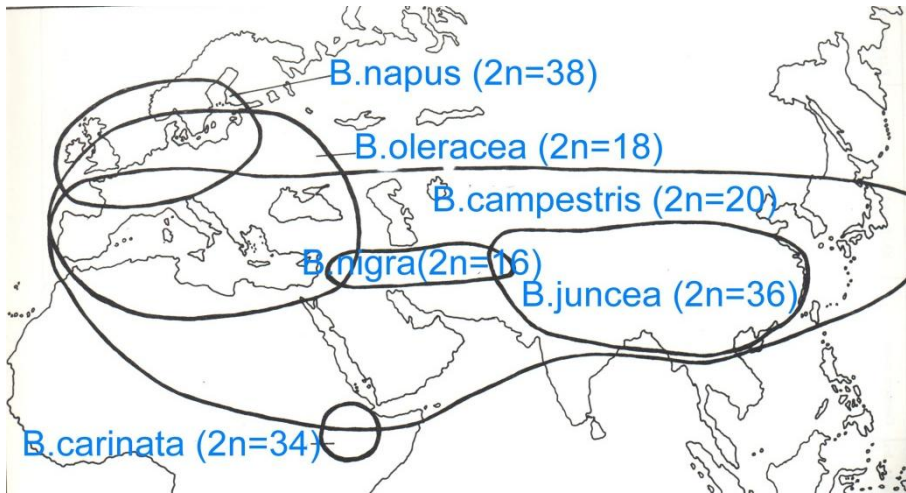 B.napus (2n=38)
B.oleracea (2n=18)
B.campestris (2n=20)
B.nigra(2n=16)
B.juncea (2n=36)
B.carinata (2n=34)